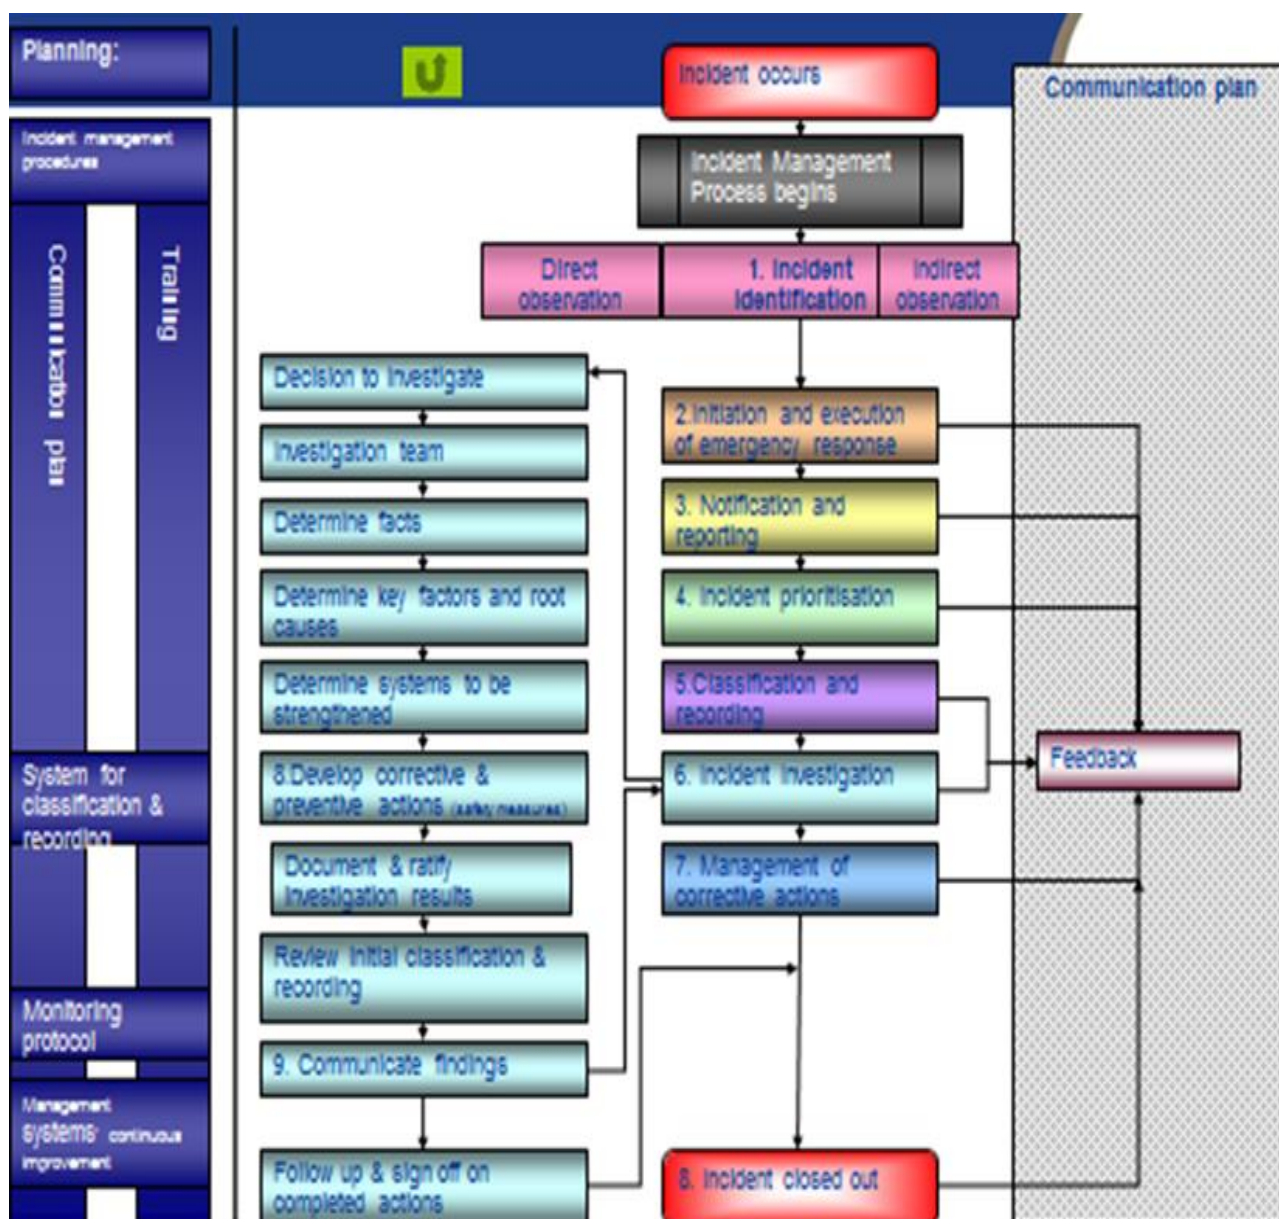 Planning:
Incident management
procedures
Communication plan
Training
System for
classification &
recording
Monitoring
protocol
Management
systems: continuous
improvement
Incident occurs
Incident Management
Process begins
Direct
observation
1. Incident
Identification
Indirect
observation
Decision to investigate
Investigation team
Determine facts
Determine key factors and root
causes
Determine systems to be
strengthened
8.Develop corrective &
preventive actions (safety measures)
Document & ratify
investigation results
Review initial classification &
recording
9. Communicate findings
Follow up & sign off on
completed actions
2.Initiation and execution
of emergency response
3. Notification and
reporting
4. Incident prioritisation
5.Classification and
recording
6. Incident investigation
7. Management of
corrective actions
8. Incident closed out
Communication plan
Feedback